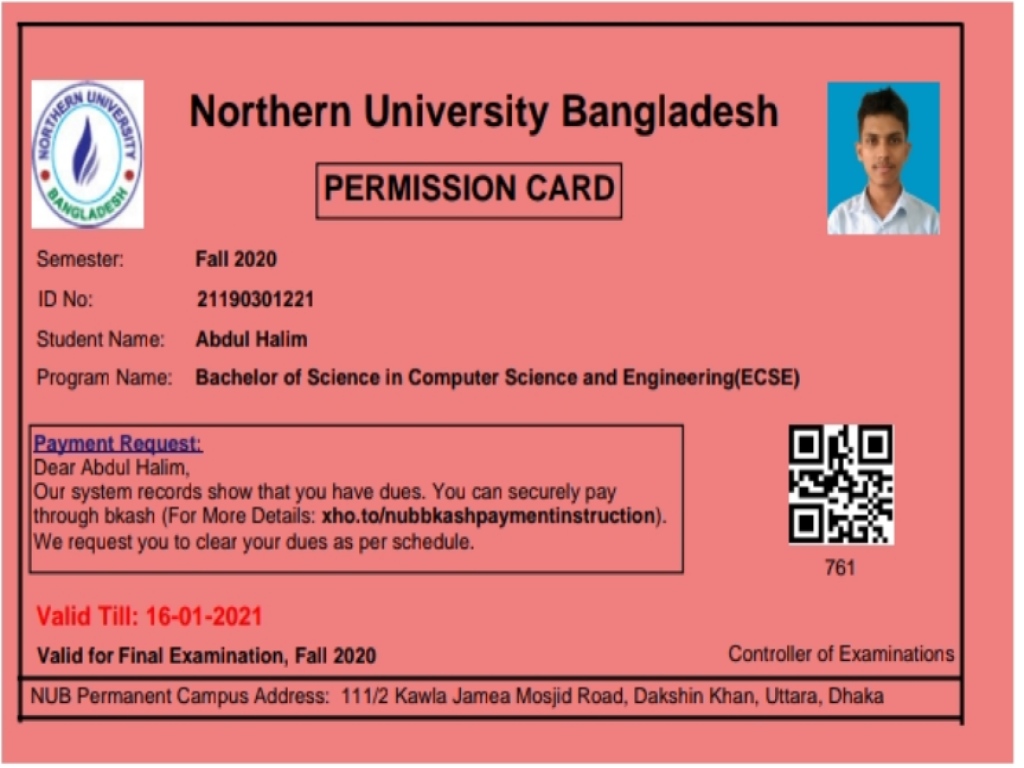 NORTHERN UNIVERSITY
BANGLADESH
Northern University Bangladesh
PERMISSION CARD
Semester: Fall 2020
ID No: 21190301221
Student Name: Abdul Halim
Program Name: Bachelor of Science in Computer Science and Engineering(ECSE)
Payment Request:
Dear Abdul Halim,
Our system records show that you have dues. You can securely pay
through bkash (For More Details: xho.to/nubbkashpaymentinstruction).
We request you to clear your dues as per schedule.
761
Valid Till: 16-01-2021
Valid for Final Examination, Fall 2020
Controller of Examinations
NUB Permanent Campus Address: 111/2 Kawla Jamea Mosjid Road, Dakshin Khan, Uttara, Dhaka